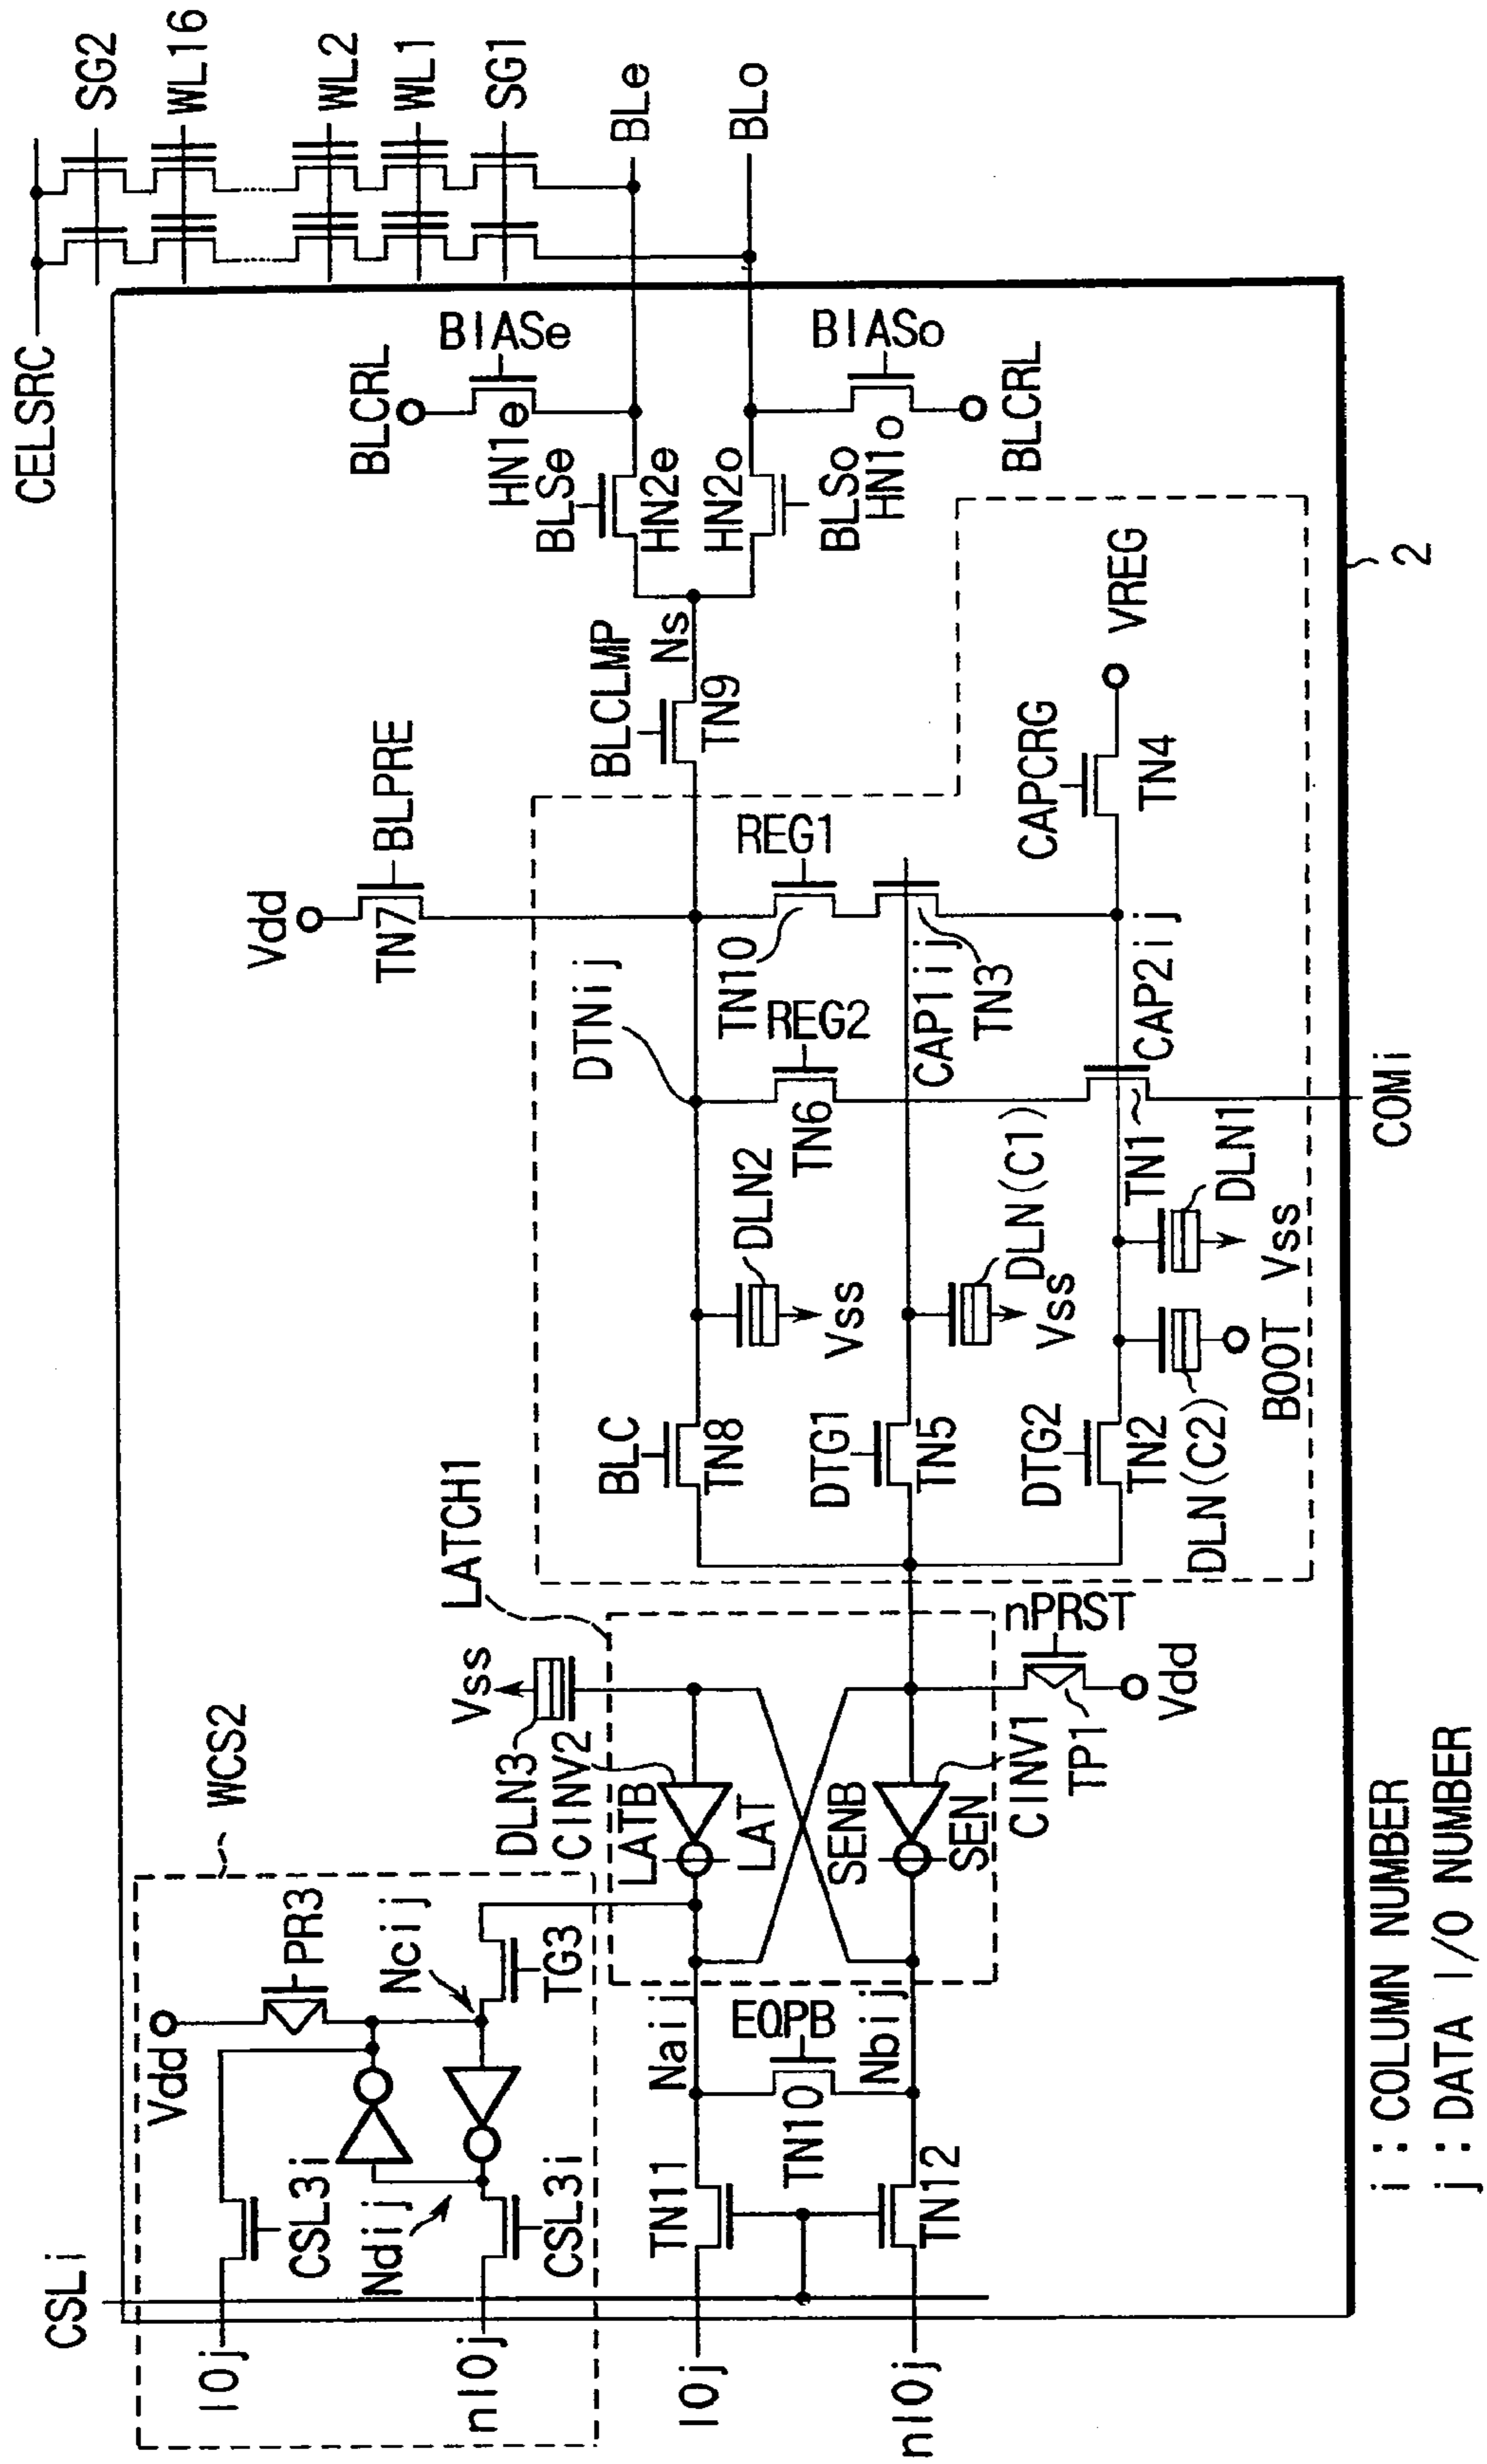 CELSRC
SG2
WL16
WL2
WL1
SG1
BLe
BLo
BLCRL
BIASe
HN1e
BLSe
HN2e
HN2o
BLSo
HN1o
BIASo
BLCRL
2
Ns
BLCLMP
TN9
VREG
CAPCRG
TN4
Vdd
BLPRE
TN7
DTNij
REG1
TN10
REG2
TN6
CAP1ij
TN3
CAP2ij
TN1
COMi
DLN2
Vss
DLN(C1)
Vss
DLN1
Vss
BOOT
DLN(C2)
BLC
TN8
DTG1
TN5
DTG2
TN2
LATCH1
Vss
DLN3
CINV2
LATB
LAT
SENB
SEN
CINV1
nPRST
TP1
Vdd
WCS2
PR3
Vdd
Ncij
TG3
Ndij
CSL3i
CSL3i
Naij
EQPB
TN10
Nbij
TN11
TN12
CSLi
IOj
nIOj
IOj
nIOj
i : COLUMN NUMBER
j : DATA I/O NUMBER